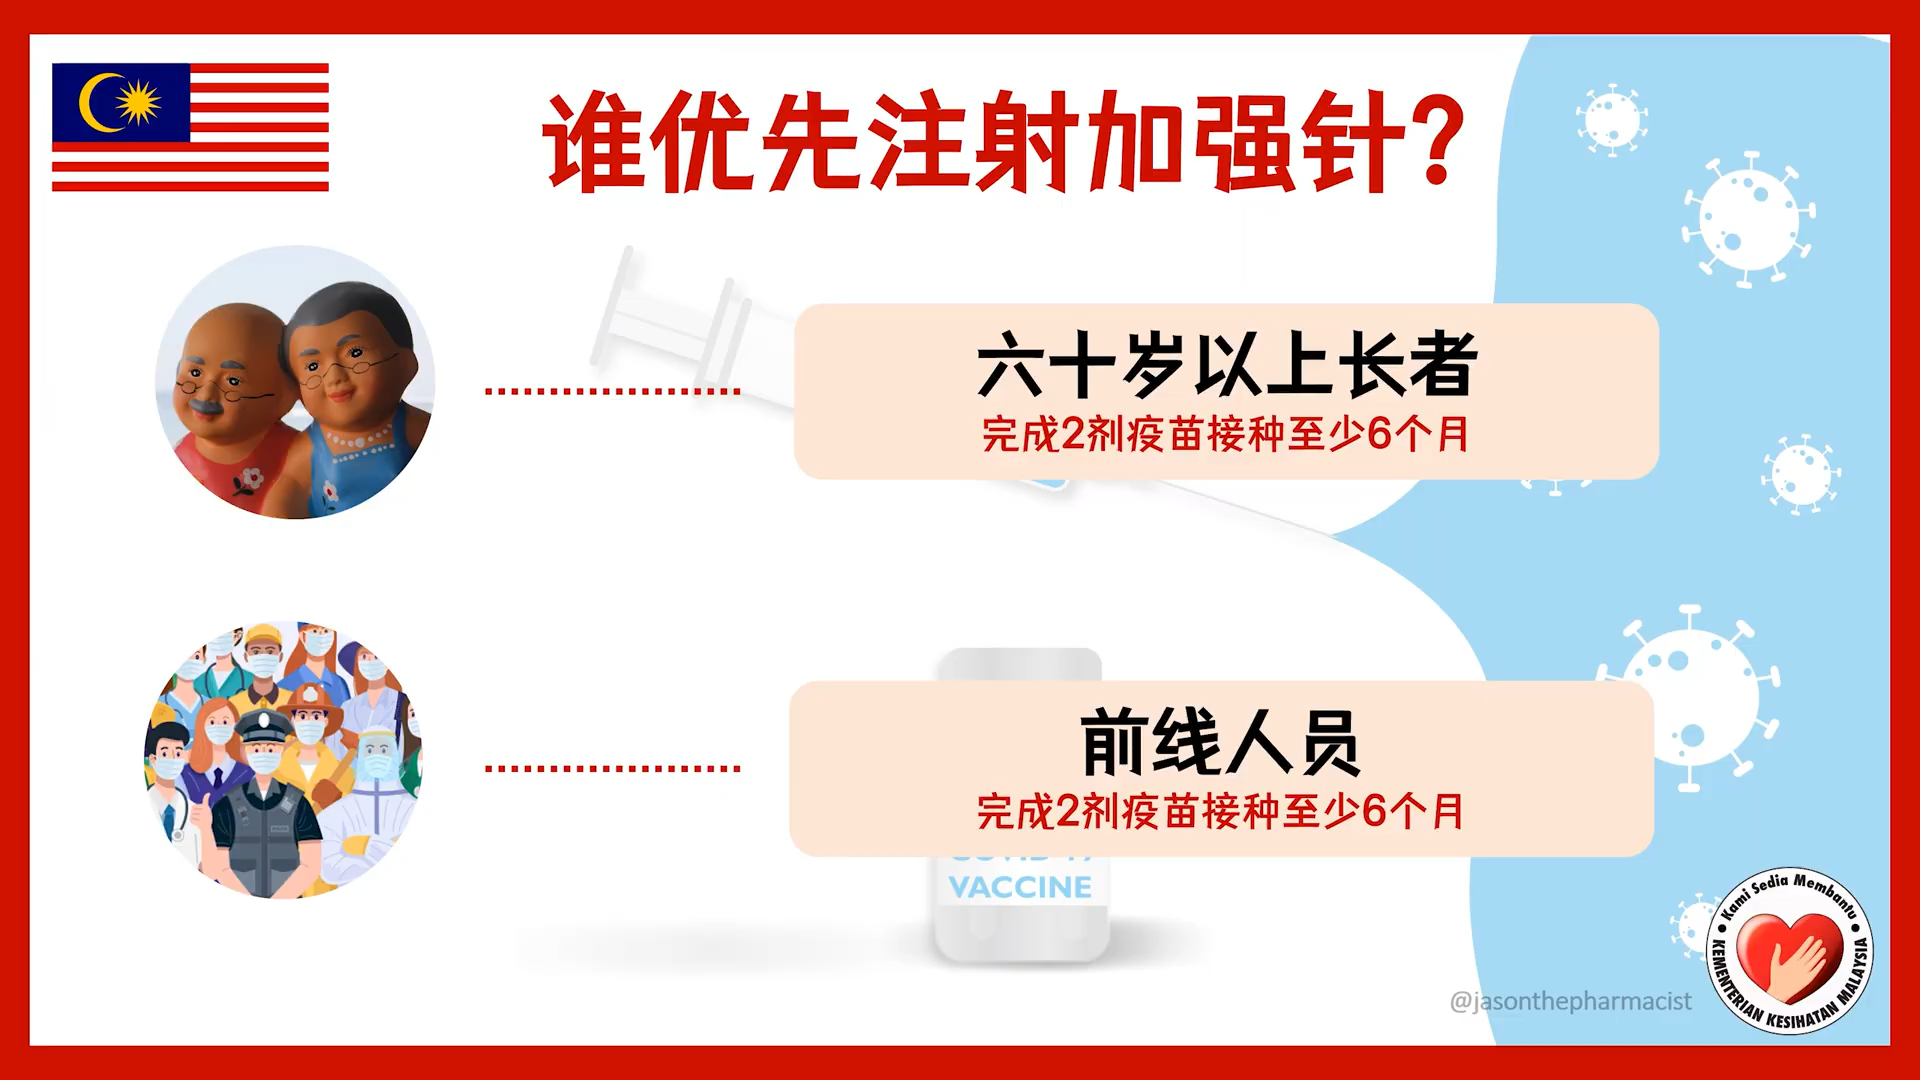 谁优先注射加强针?
六十岁以上长者
完成2剂疫苗接种至少6个月
前线人员
完成2剂疫苗接种至少6个月
VACCINE
@jasonthepharmacist
Kami Sedia Membantu
KEMENTERIAN KESIHATAN MALAYSIA